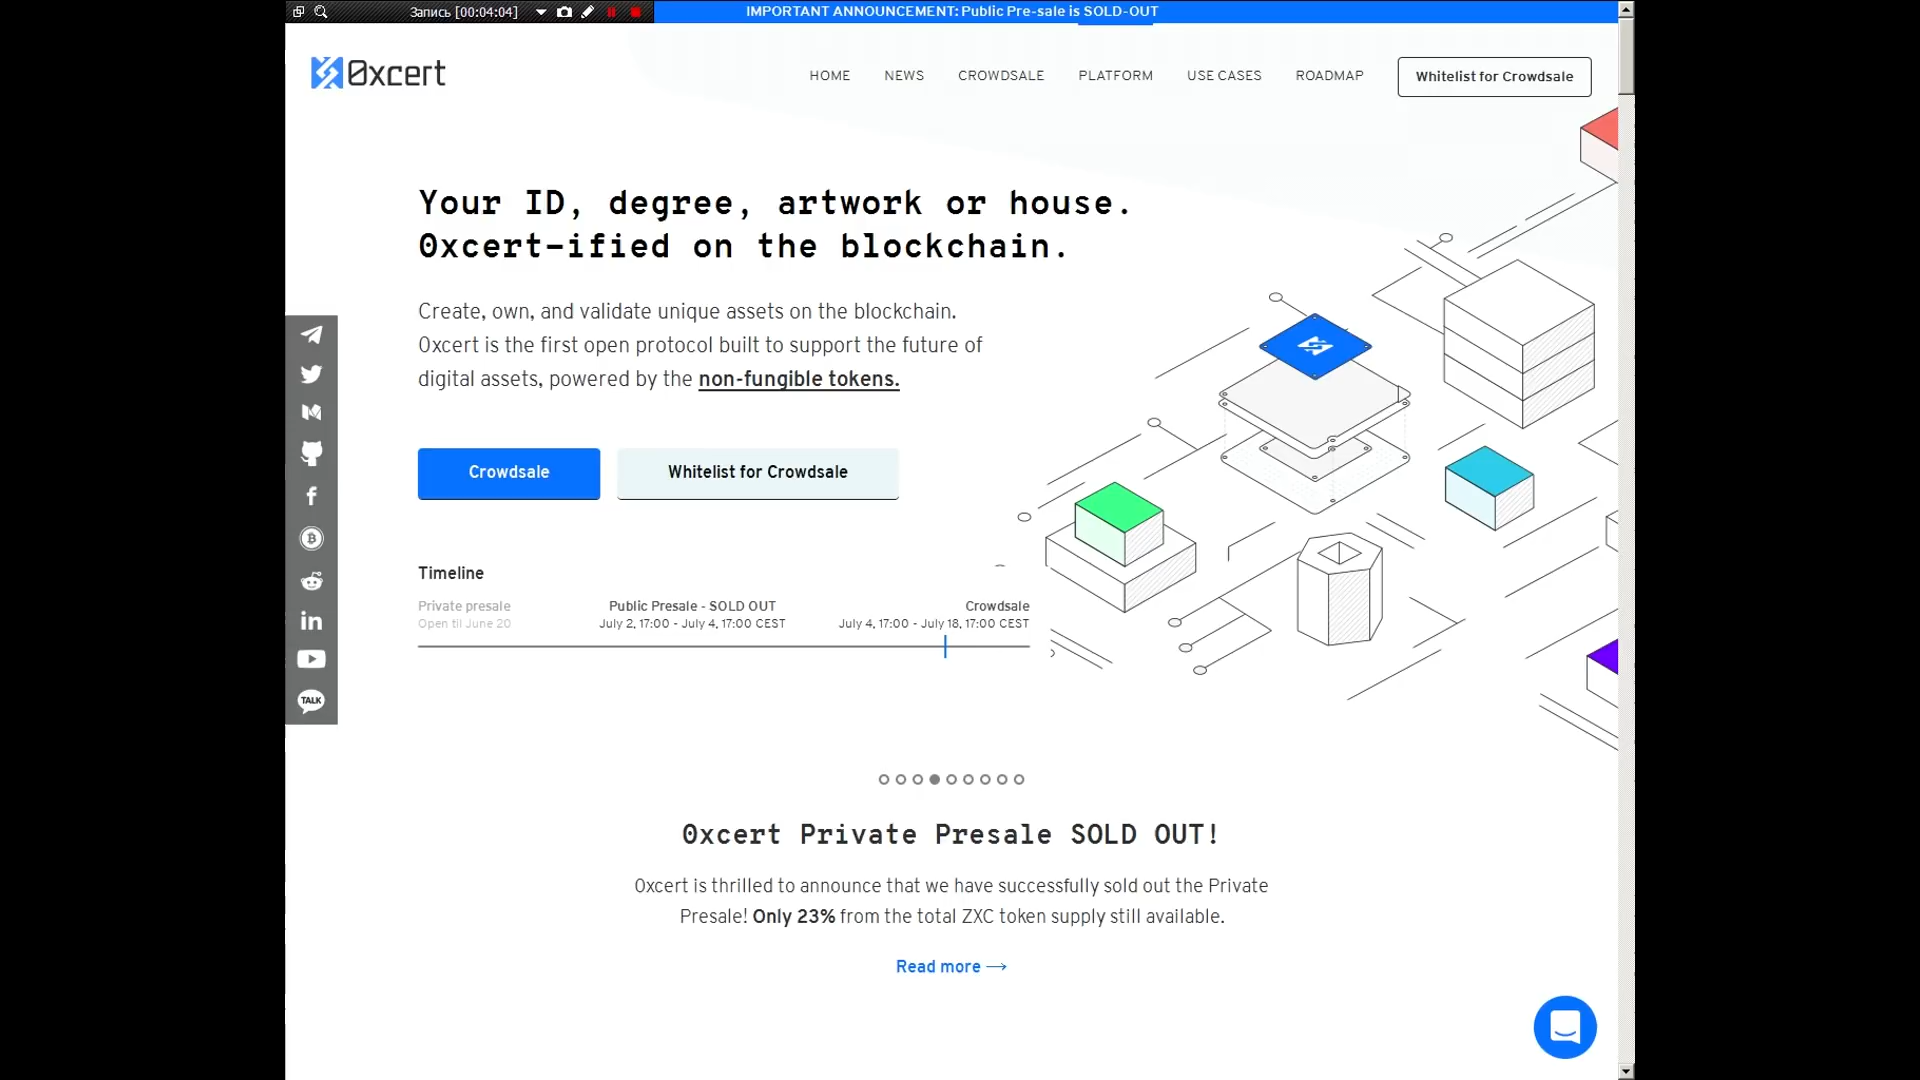 Запись [00:04:04]
IMPORTANT ANNOUNCEMENT: Public Pre-sale is SOLD-OUT
0xcert
HOME NEWS CROWDSALE PLATFORM USE CASES ROADMAP Whitelist for Crowdsale
Your ID, degree, artwork or house.
0xcert-ified on the blockchain.
Create, own, and validate unique assets on the blockchain.
0xcert is the first open protocol built to support the future of
digital assets, powered by the non-fungible tokens.
Crowdsale Whitelist for Crowdsale
Timeline
Private presale Public Presale - SOLD OUT Crowdsale
Open til June 20 July 2, 17:00 - July 4, 17:00 CEST July 4, 17:00 - July 18, 17:00 CEST
TALK
0xcert Private Presale SOLD OUT!
0xcert is thrilled to announce that we have successfully sold out the Private
Presale! Only 23% from the total ZXC token supply still available.
Read more →